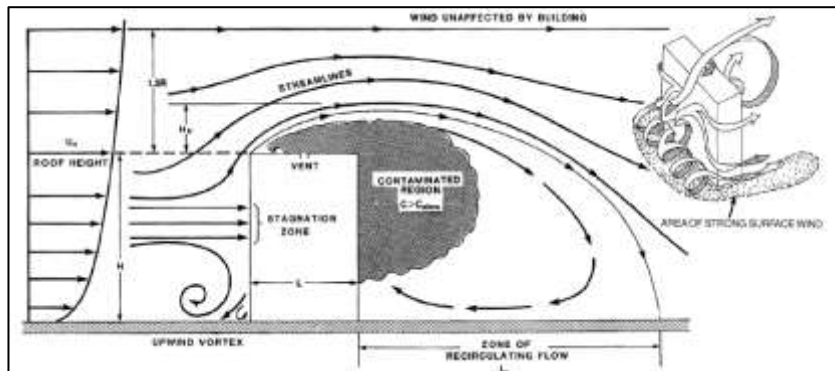 WIND UNAFFECTED BY BUILDING
STREAMLINES
1.5R
ROOF HEIGHT
VENT
CONTAMINATED
REGION
STAGNATION
ZONE
H
L
AREA OF STRONG SURFACE WIND
UPWIND VORTEX
ZONE OF
RECIRCULATING FLOW